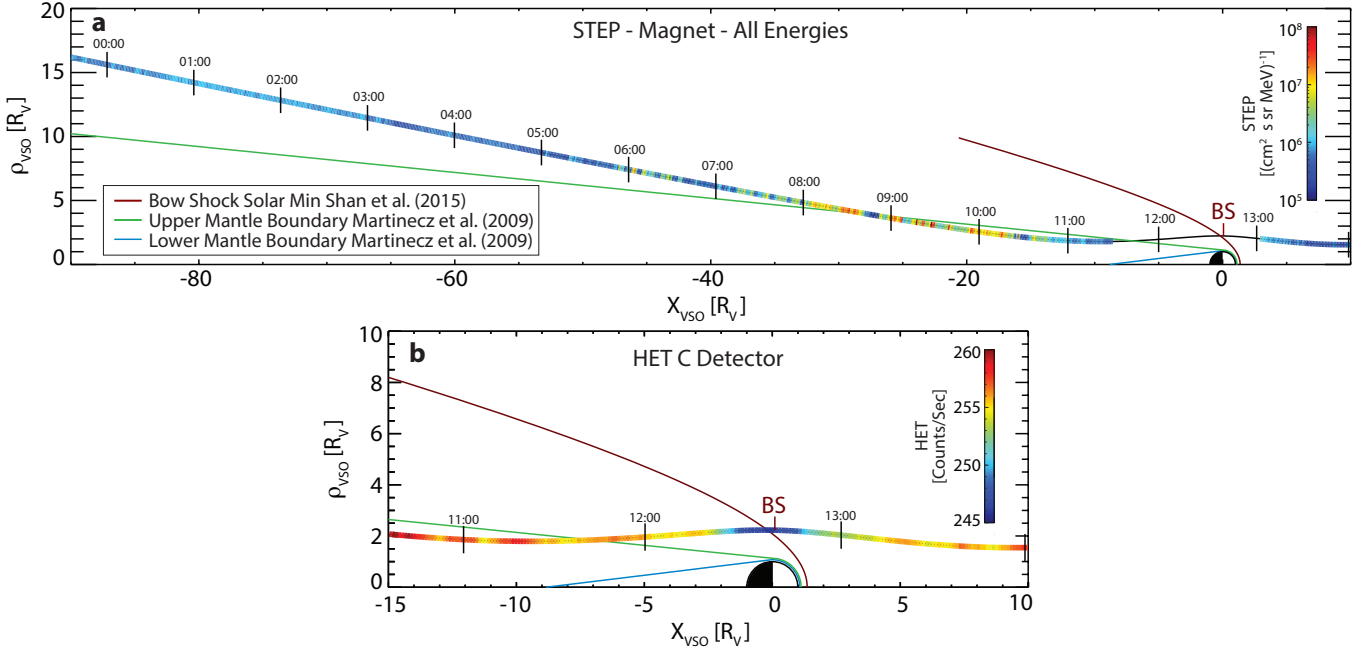 a
STEP - Magnet - All Energies
20
15
10
5
0
ρVSO [RV]
00:00
01:00
02:00
03:00
04:00
05:00
06:00
07:00
08:00
09:00
10:00
11:00
12:00
13:00
BS
Bow Shock Solar Min Shan et al. (2015)
Upper Mantle Boundary Martinecz et al. (2009)
Lower Mantle Boundary Martinecz et al. (2009)
STEP
[(cm² s sr MeV)⁻¹]
10⁸
10⁷
10⁶
10⁵
-80
-60
-40
-20
0
XVSO [RV]
b
HET C Detector
10
8
6
4
2
0
ρVSO [RV]
11:00
12:00
BS
13:00
HET
[Counts/Sec]
260
255
250
245
-15
-10
-5
0
5
10
XVSO [RV]